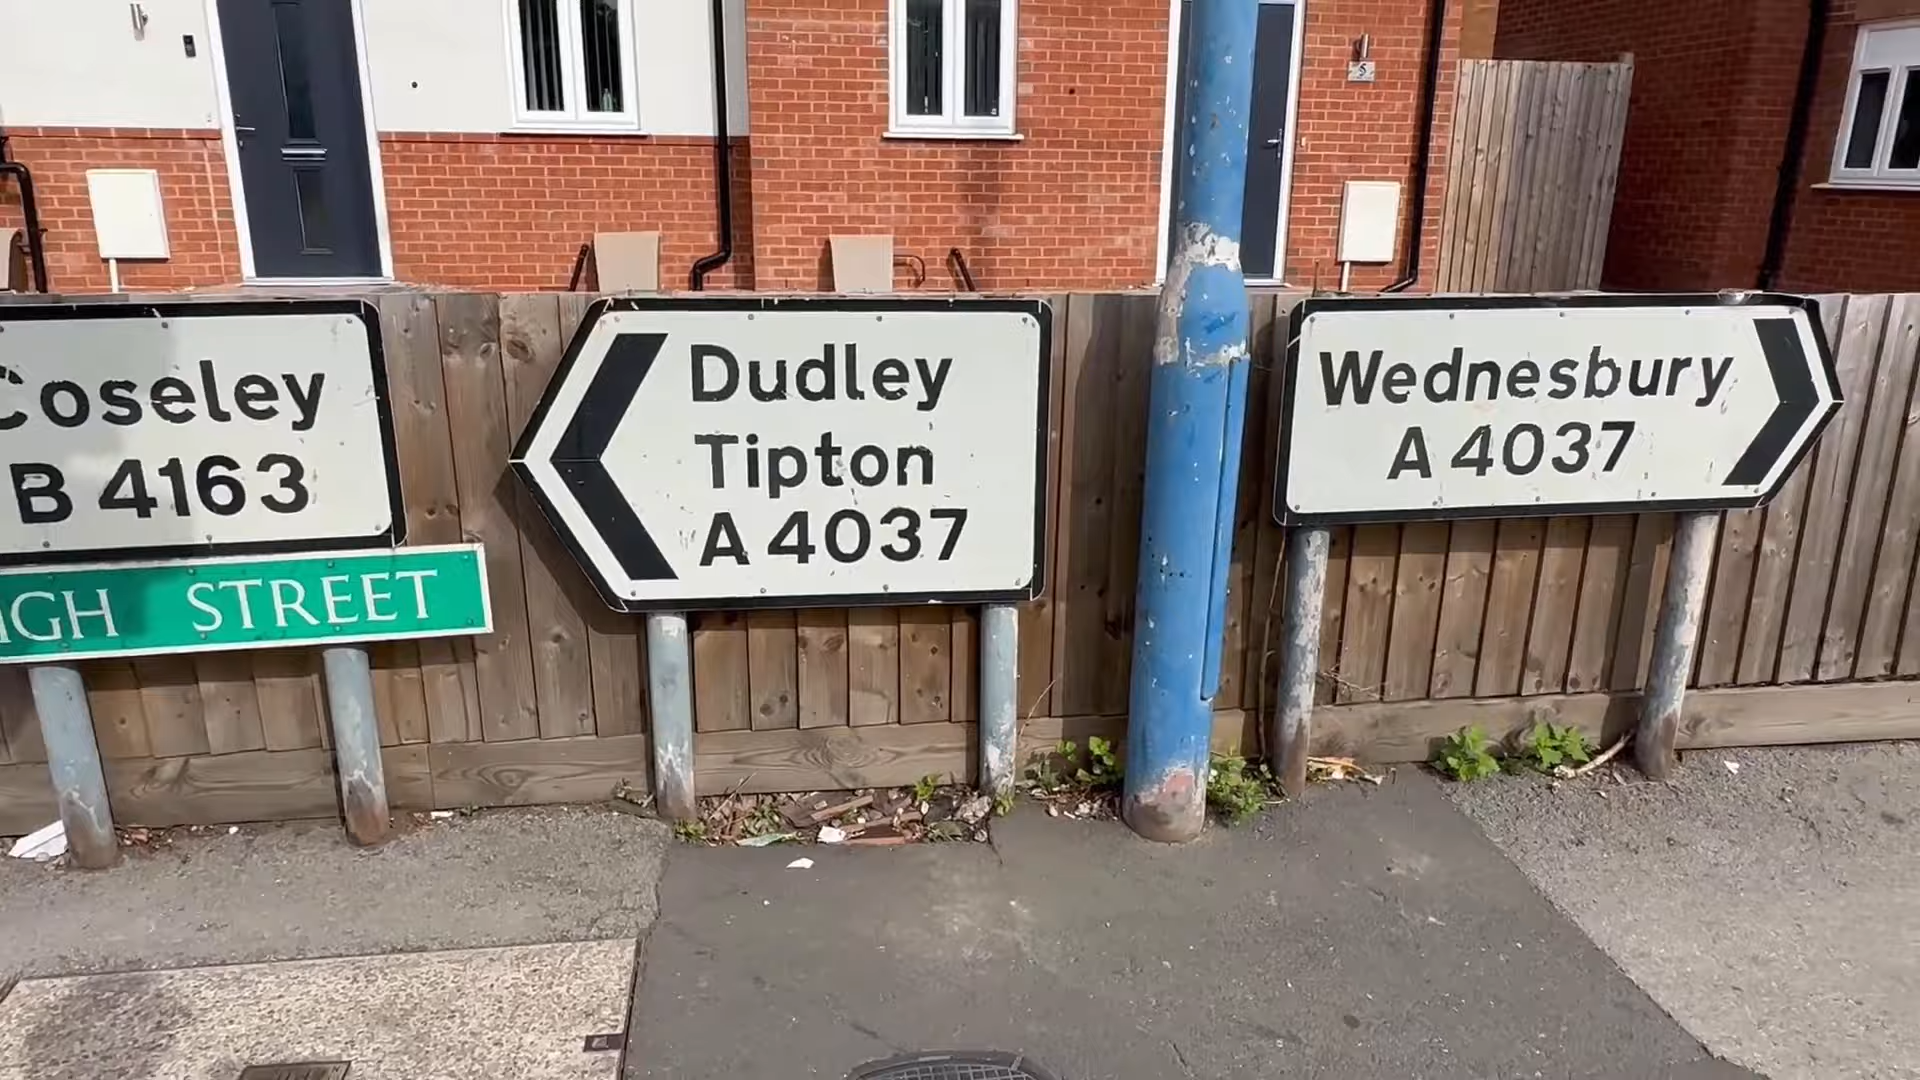 Coseley
B 4163
IGH STREET
Dudley
Tipton
A 4037
Wednesbury
A 4037